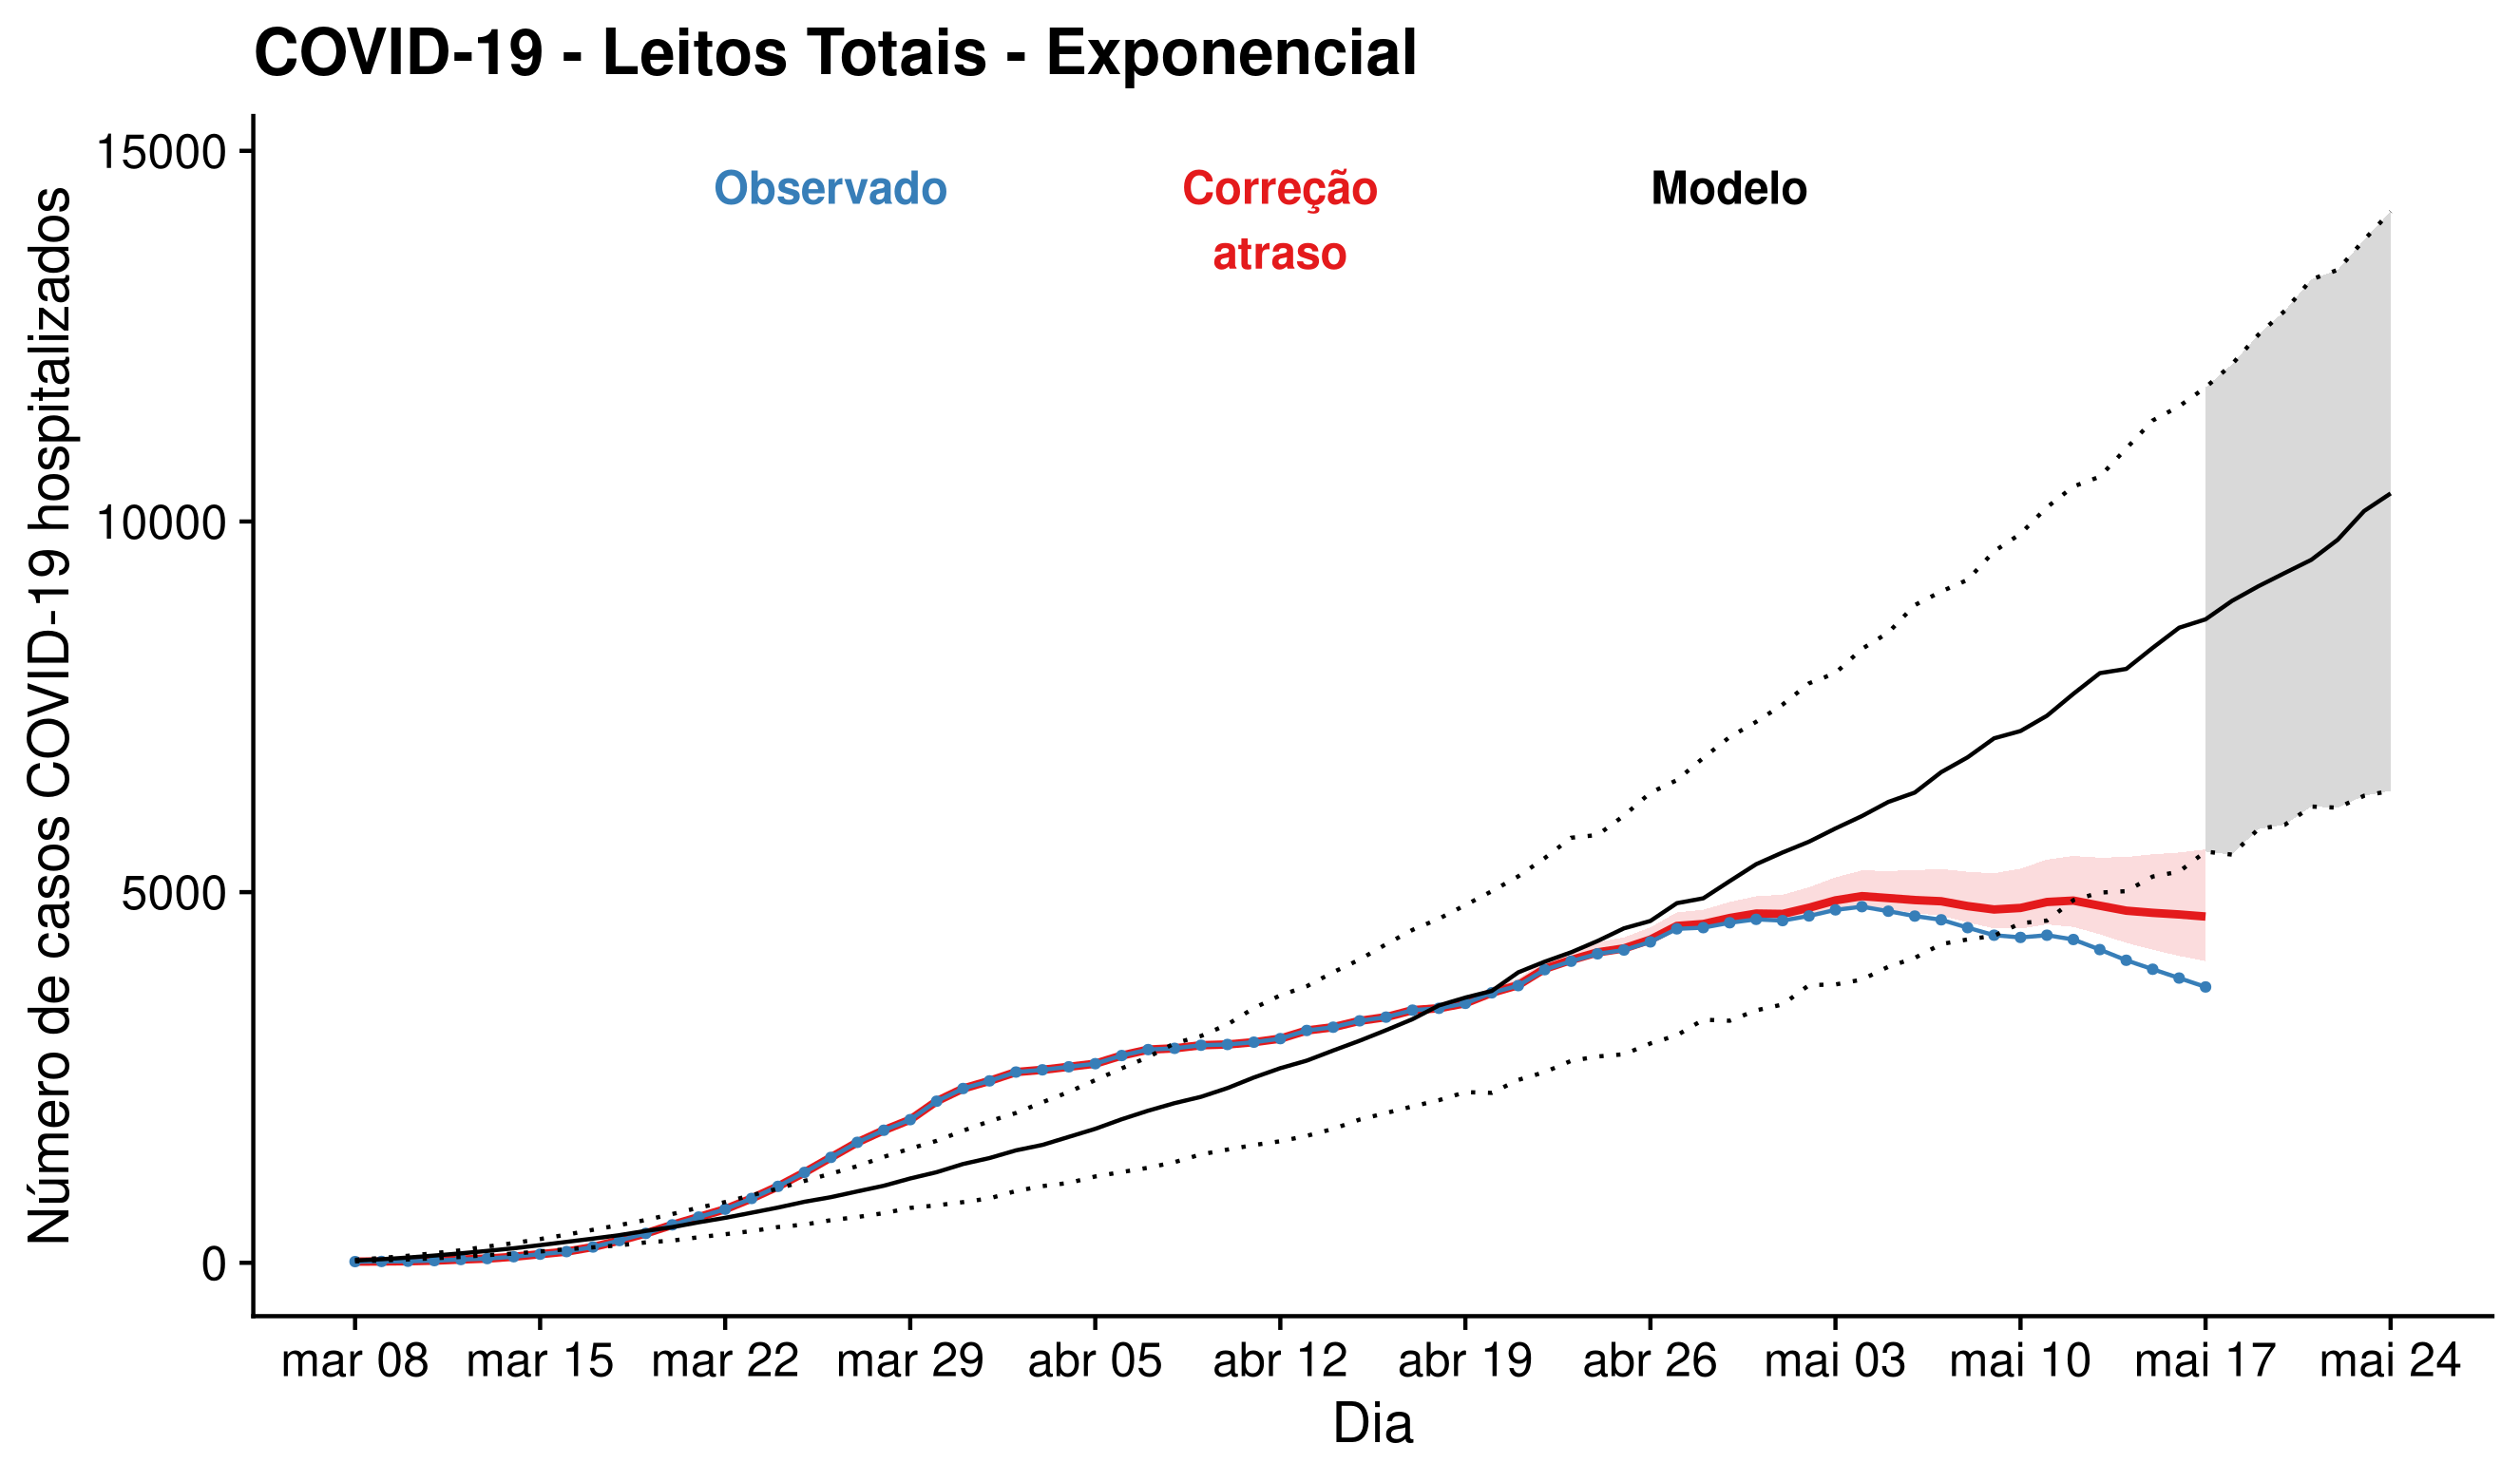 COVID-19 - Leitos Totais - Exponencial
Número de casos COVID-19 hospitalizados
15000
10000
5000
0
Observado
Correção
atraso
Modelo
mar 08 mar 15 mar 22 mar 29 abr 05 abr 12 abr 19 abr 26 mai 03 mai 10 mai 17 mai 24
Dia